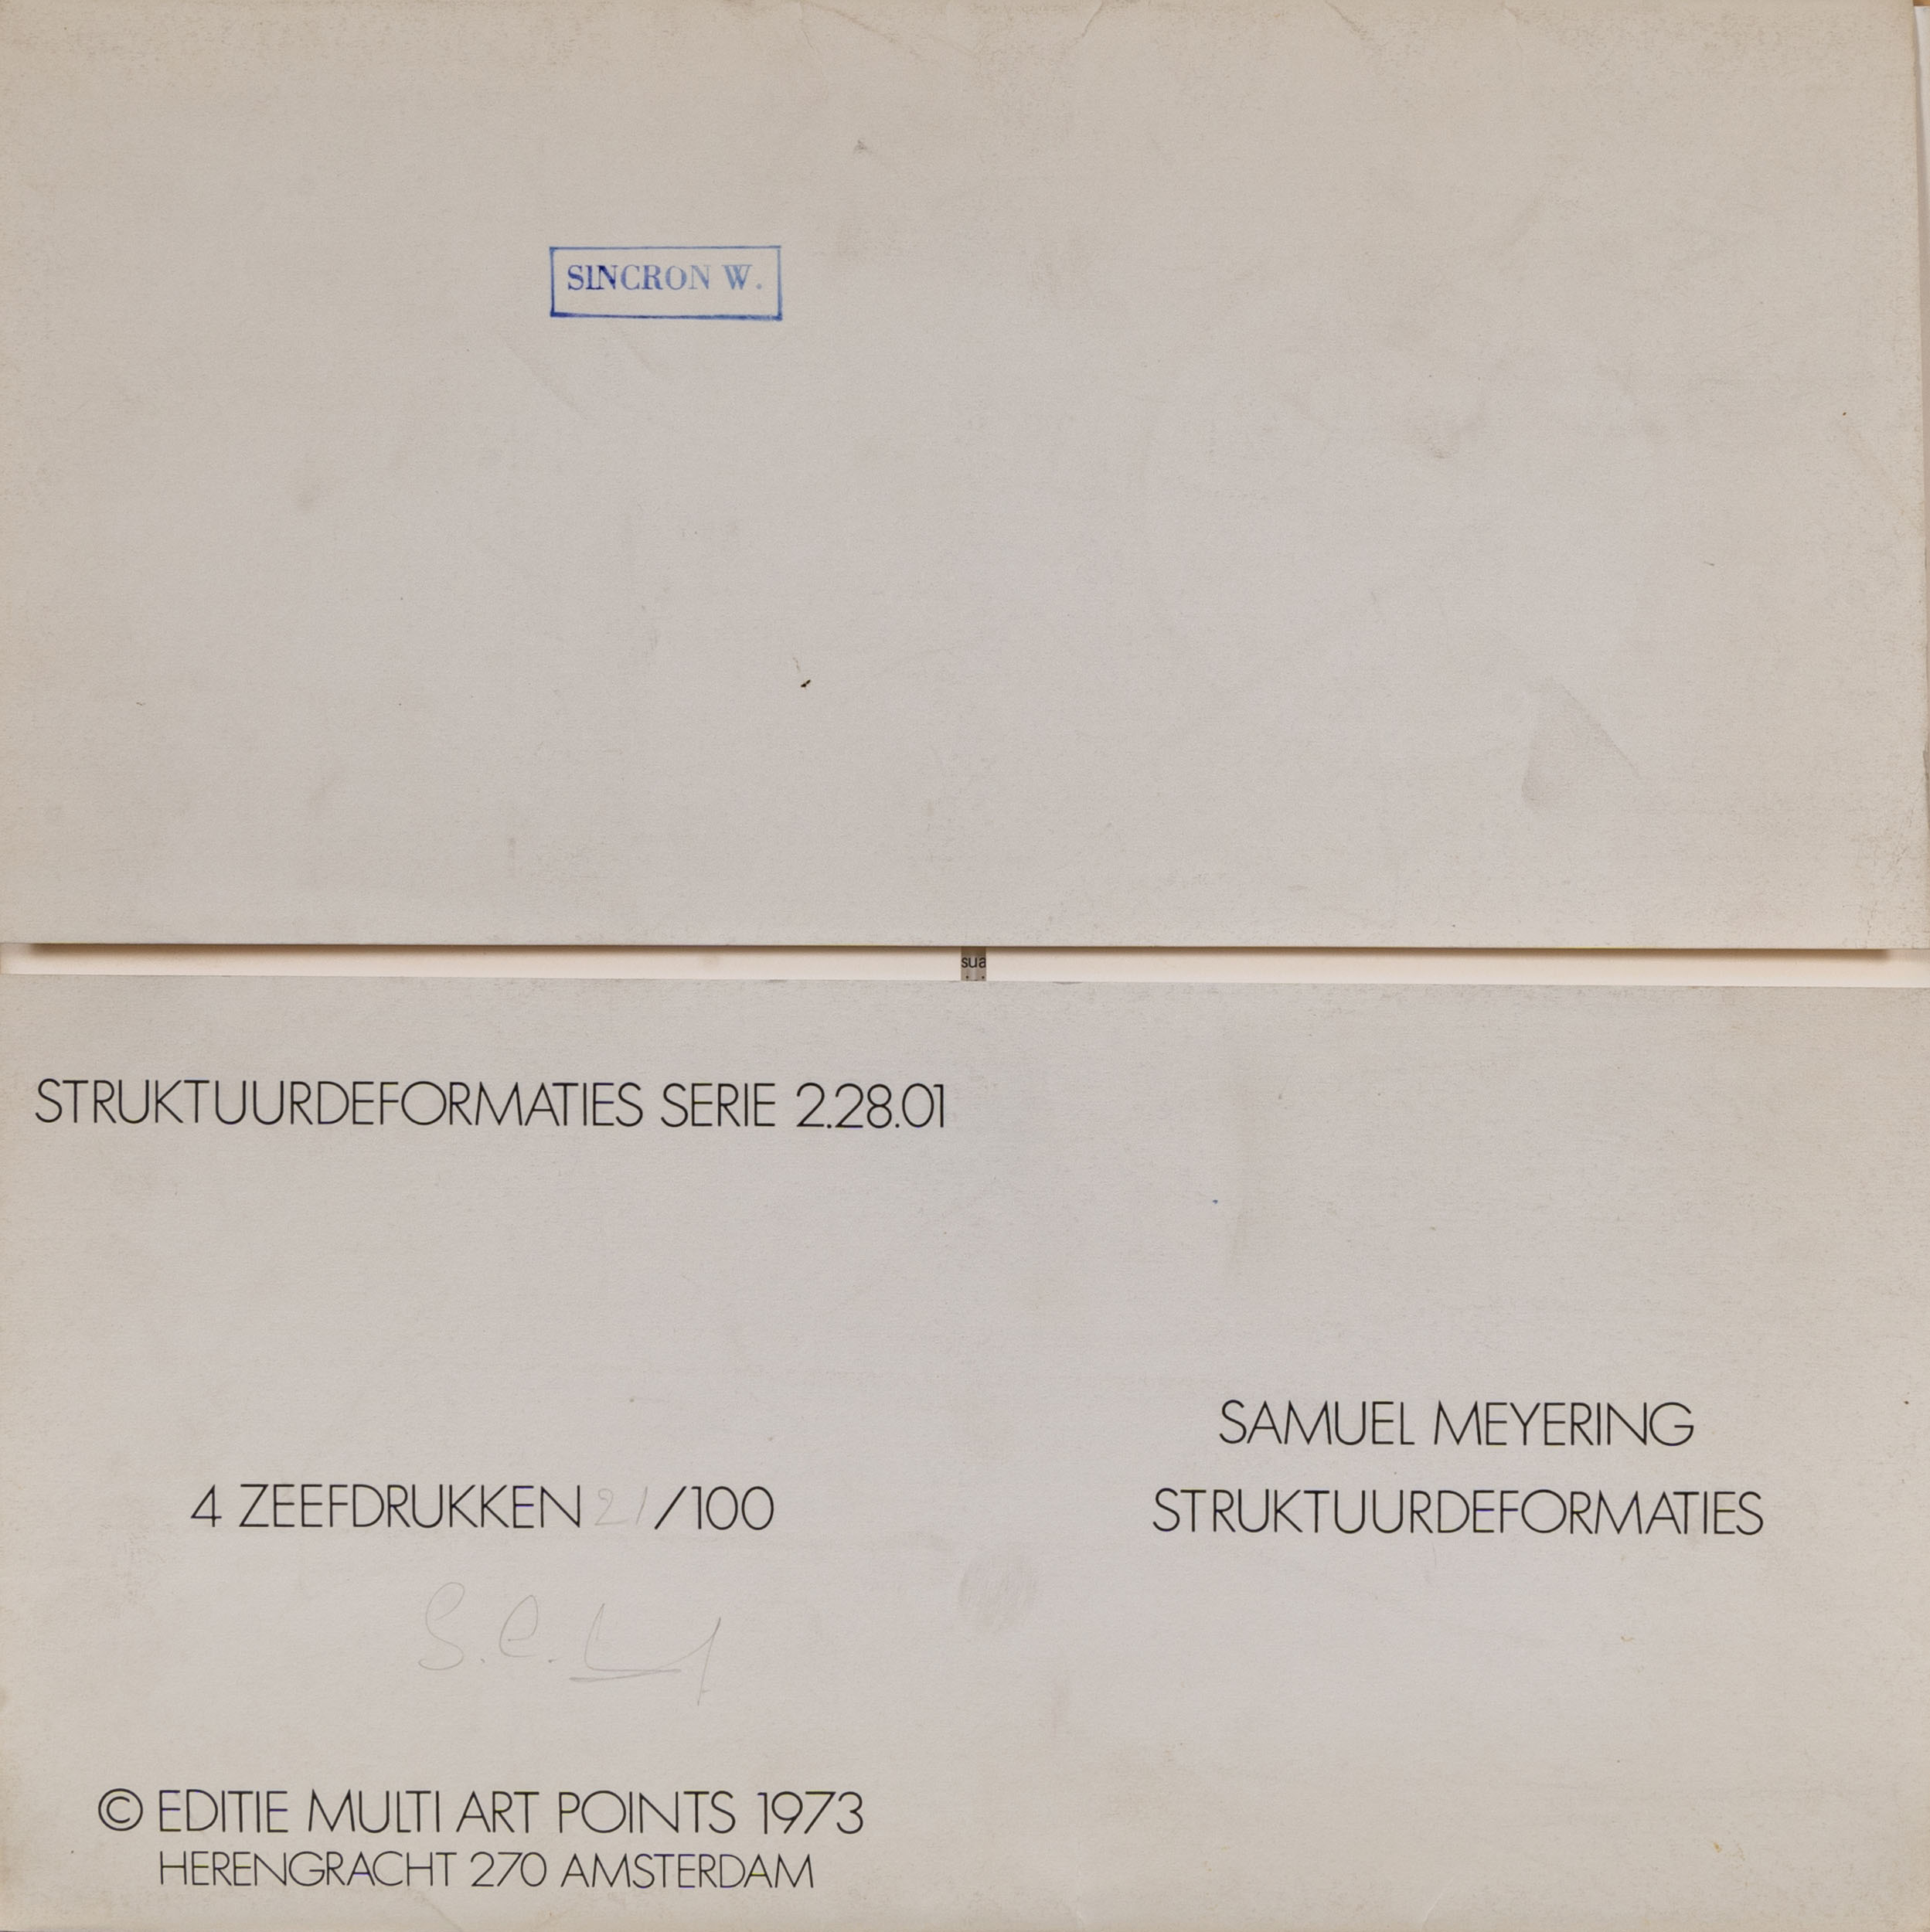 SINCRON W.
sua
STRUKTUURDEFORMATIES SERIE 2.28.01
4 ZEEFDRUKKEN 21/100
SAMUEL MEYERING
STRUKTUURDEFORMATIES
© EDITIE MULTI ART POINTS 1973
HERENGRACHT 270 AMSTERDAM